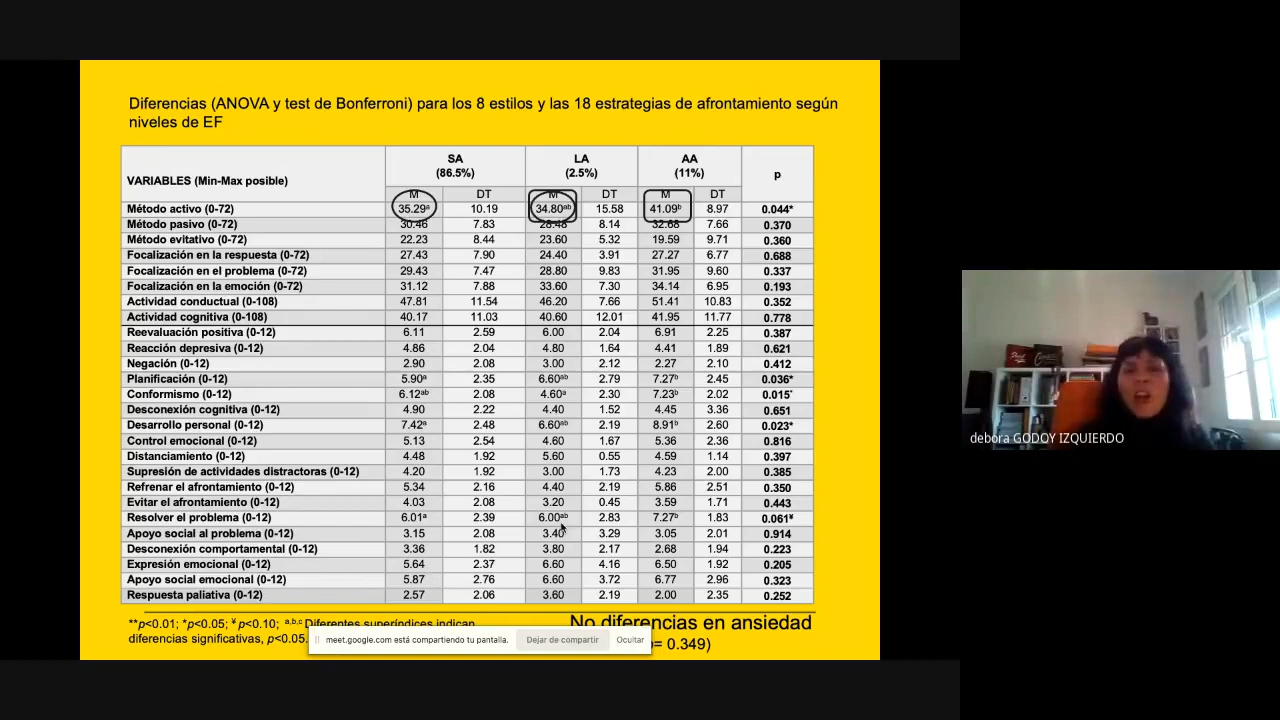 Diferencias (ANOVA y test de Bonferroni) para los 8 estilos y las 18 estrategias de afrontamiento según
niveles de EF
VARIABLES (Min-Max posible) SA (86.5%) LA (2.5%) AA (11%) p
M DT M DT M DT
Método activo (0-72) 35.29ᵃ 10.19 34.80ᵃᵇ 15.58 41.09ᵇ 8.97 0.044*
Método pasivo (0-72) 30.46 7.83 28.48 8.14 32.68 7.66 0.370
Método evitativo (0-72) 22.23 8.44 23.60 5.32 19.59 9.71 0.360
Focalización en la respuesta (0-72) 27.43 7.90 24.40 3.91 27.27 6.77 0.688
Focalización en el problema (0-72) 29.43 7.47 28.80 9.83 31.95 9.60 0.337
Focalización en la emoción (0-72) 31.12 7.88 33.60 7.30 34.14 6.95 0.193
Actividad conductual (0-108) 47.81 11.54 46.20 7.66 51.41 10.83 0.352
Actividad cognitiva (0-108) 40.17 11.03 40.60 12.01 41.95 11.77 0.778
Reevaluación positiva (0-12) 6.11 2.59 6.00 2.04 6.91 2.25 0.387
Reacción depresiva (0-12) 4.86 2.04 4.80 1.64 4.41 1.89 0.621
Negación (0-12) 2.90 2.08 3.00 2.12 2.27 2.10 0.412
Planificación (0-12) 5.90ᵃ 2.35 6.60ᵃᵇ 2.79 7.27ᵇ 2.45 0.036*
Conformismo (0-12) 6.12ᵃᵇ 2.08 4.60ᵃ 2.30 7.23ᵇ 2.02 0.015*
Desconexión cognitiva (0-12) 4.90 2.22 4.40 1.52 4.45 3.36 0.651
Desarrollo personal (0-12) 7.42ᵃ 2.48 6.60ᵃᵇ 2.19 8.91ᵇ 2.60 0.023*
Control emocional (0-12) 5.13 2.54 4.60 1.67 5.36 2.36 0.816
Distanciamiento (0-12) 4.48 1.92 5.60 0.55 4.59 1.14 0.397
Supresión de actividades distractoras (0-12) 4.20 1.92 3.00 1.73 4.23 2.00 0.385
Refrenar el afrontamiento (0-12) 5.34 2.16 4.40 2.19 5.86 2.51 0.350
Evitar el afrontamiento (0-12) 4.03 2.08 3.20 0.45 3.59 1.71 0.443
Resolver el problema (0-12) 6.01ᵃ 2.39 6.00ᵃᵇ 2.83 7.27ᵇ 1.83 0.061¥
Apoyo social al problema (0-12) 3.15 2.08 3.40 3.29 3.05 2.01 0.914
Desconexión comportamental (0-12) 3.36 1.82 3.80 2.17 2.68 1.94 0.223
Expresión emocional (0-12) 5.64 2.37 6.60 4.16 6.50 1.92 0.205
Apoyo social emocional (0-12) 5.87 2.76 6.60 3.72 6.77 2.96 0.323
Respuesta paliativa (0-12) 2.57 2.06 3.60 2.19 2.00 2.35 0.252
**p<0.01; *p<0.05; ¥ p<0.10; a,b,c Diferentes superíndices indican
diferencias significativas, p<0.05.
No diferencias en ansiedad
= 0.349)
meet.google.com está compartiendo tu pantalla. Dejar de compartir Ocultar
debora GODOY IZQUIERDO